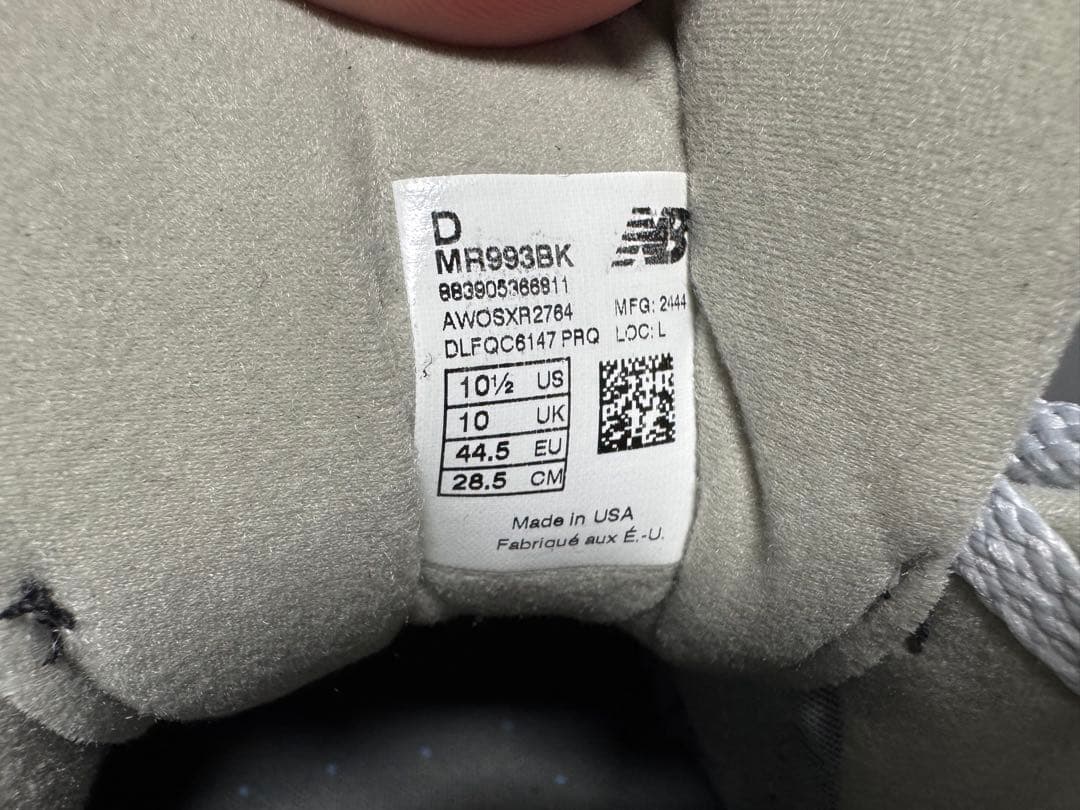 D
MR993BK
NB
883905366811
AWOSXR2764
MFG: 2444
DLFQC6147 PRQ
LOC: L
10½ US
10 UK
44.5 EU
28.5 CM
Made in USA
Fabriqué aux É.-U.